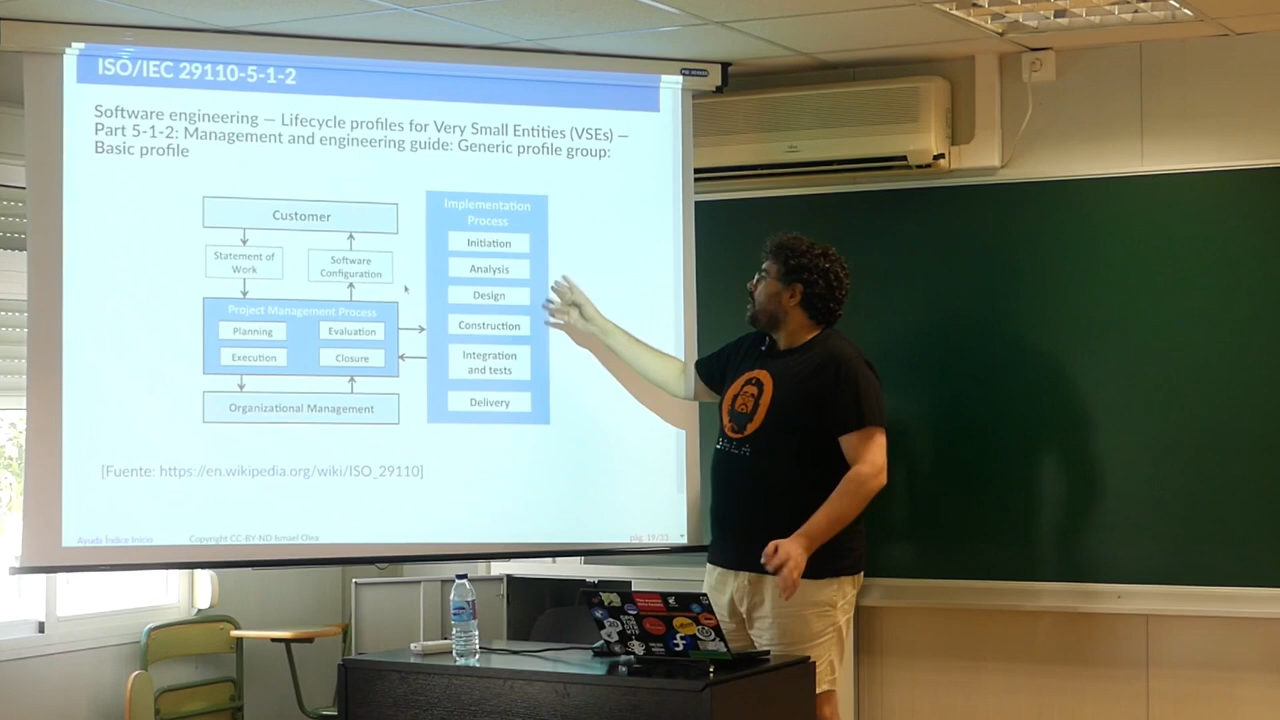 ISO/IEC 29110-5-1-2
Software engineering — Lifecycle profiles for Very Small Entities (VSEs) —
Part 5-1-2: Management and engineering guide: Generic profile group:
Basic profile
Customer
Statement of
Work
Software
Configuration
Project Management Process
Planning
Evaluation
Execution
Closure
Organizational Management
Implementation
Process
Initiation
Analysis
Design
Construction
Integration
and tests
Delivery
[Fuente: https://en.wikipedia.org/wiki/ISO_29110]
Ayuda Índice Inicio
Copyright CC-BY-ND Ismael Olea
pág. 19/33